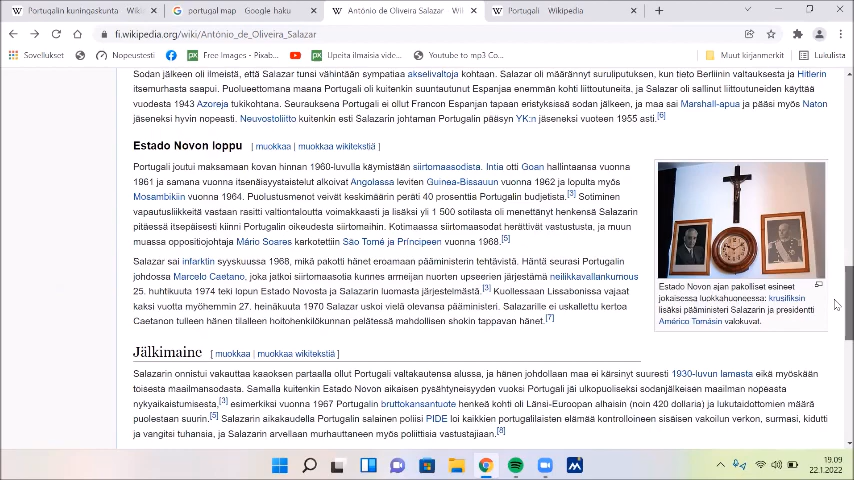 Portugalin kuningaskunta – Wiki
portugal map – Google-haku
António de Oliveira Salazar – Wi
Portugali – Wikipedia
fi.wikipedia.org/wiki/António_de_Oliveira_Salazar
Sovellukset
Nopeustesti
Facebook
Free Images - Pixab...
Upeita ilmaisia video...
Youtube to mp3 Co...
Muut kirjanmerkit
Lukulista
Sodan jälkeen oli ilmeistä, että Salazar tunsi vähintään sympatiaa akselivaltoja kohtaan. Salazar oli määrännyt suruliputuksen, kun tieto Berliinin valtauksesta ja Hitlerin
itsemurhasta saapui. Puolueettomana maana Portugali oli kuitenkin suuntautunut Espanjaa enemmän kohti liittoutuneita, ja Salazar oli sallinut liittoutuneiden käyttää
vuodesta 1943 Azoreja tukikohtana. Seurauksena Portugali ei ollut Francon Espanjan tapaan eristyksissä sodan jälkeen, ja maa sai Marshall-apua ja pääsi myös Naton
jäseneksi hyvin nopeasti. Neuvostoliitto kuitenkin esti Salazarin johtaman Portugalin pääsyn YK:n jäseneksi vuoteen 1955 asti.[6]
Estado Novon loppu [ muokkaa | muokkaa wikitekstiä ]
Portugali joutui maksamaan kovan hinnan 1960-luvulla käymistään siirtomaasodista. Intia otti Goan hallintaansa vuonna
1961 ja samana vuonna itsenäisyystaistelut alkoivat Angolassa leviten Guinea-Bissauun vuonna 1962 ja lopulta myös
Mosambikiin vuonna 1964. Puolustusmenot veivät keskimäärin peräti 40 prosenttia Portugalin budjetista.[3] Sotiminen
vapautusliikkeitä vastaan rasitti valtiontaloutta voimakkaasti ja lisäksi yli 1 500 sotilasta oli menettänyt henkensä Salazarin
pitäessä itsepäisesti kiinni Portugalin oikeudesta siirtomaihin. Kotimaassa siirtomaasodat herättivät vastustusta, ja muun
muassa oppositiojohtaja Mário Soares karkotettiin São Tomé ja Príncipeen vuonna 1968.[5]
Salazar sai infarktin syyskuussa 1968, mikä pakotti hänet eroamaan pääministerin tehtävistä. Häntä seurasi Portugalin
johdossa Marcelo Caetano, joka jatkoi siirtomaasotia kunnes armeijan nuorten upseerien järjestämä neilikkavallankumous
25. huhtikuuta 1974 teki lopun Estado Novosta ja Salazarin luomasta järjestelmästä.[3] Kuollessaan Lissabonissa vajaat
kaksi vuotta myöhemmin 27. heinäkuuta 1970 Salazar uskoi vielä olevansa pääministeri. Salazarille ei uskallettu kertoa
Caetanon tulleen hänen tilalleen hoitohenkilökunnan pelätessä mahdollisen shokin tappavan hänet.[7]
Estado Novon ajan pakolliset esineet
jokaisessa luokkahuoneessa: krusifiksin
lisäksi pääministeri Salazarin ja presidentti
Américo Tomásin valokuvat.
Jälkimaine [ muokkaa | muokkaa wikitekstiä ]
Salazarin onnistui vakauttaa kaaoksen partaalla ollut Portugali valtakautensa alussa, ja hänen johdollaan maa ei kärsinyt suuresti 1930-luvun lamasta eikä myöskään
toisesta maailmansodasta. Samalla kuitenkin Estado Novon aikaisen pysähtyneisyyden vuoksi Portugali jäi ulkopuoliseksi sodanjälkeisen maailman nopeasta
nykyaikaistumisesta,[3] esimerkiksi vuonna 1967 Portugalin bruttokansantuote henkeä kohti oli Länsi-Euroopan alhaisin (noin 420 dollaria) ja lukutaidottomien määrä
puolestaan suurin.[5] Salazarin aikakaudella Portugalin salainen poliisi PIDE loi kaikkien portugalilaisten elämää kontrolloineen sisäisen vakoilun verkon, surmasi, kidutti
ja vangitsi tuhansia, ja Salazarin arvellaan murhauttaneen myös poliittisia vastustajiaan.[8]
19.09
22.1.2022